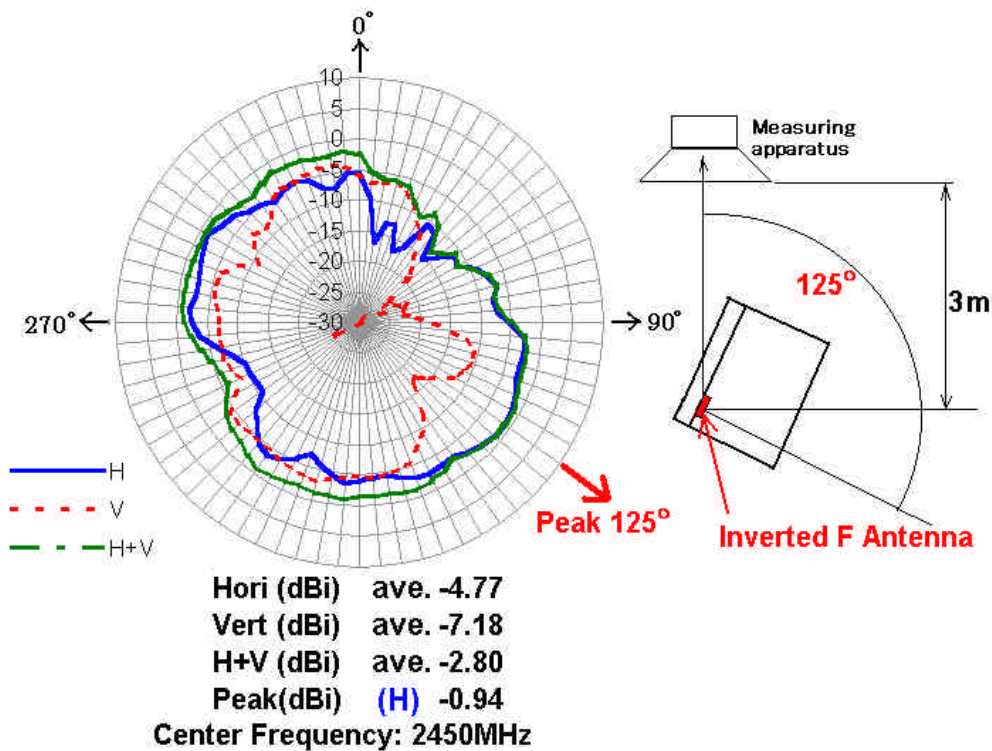 0°
10
5
0
-5
-10
-15
-20
-25
-30
270°
90°
H
V
H+V
Peak 125°
Measuring
apparatus
125°
3m
Inverted F Antenna
Hori (dBi) ave. -4.77
Vert (dBi) ave. -7.18
H+V (dBi) ave. -2.80
Peak(dBi) (H) -0.94
Center Frequency: 2450MHz